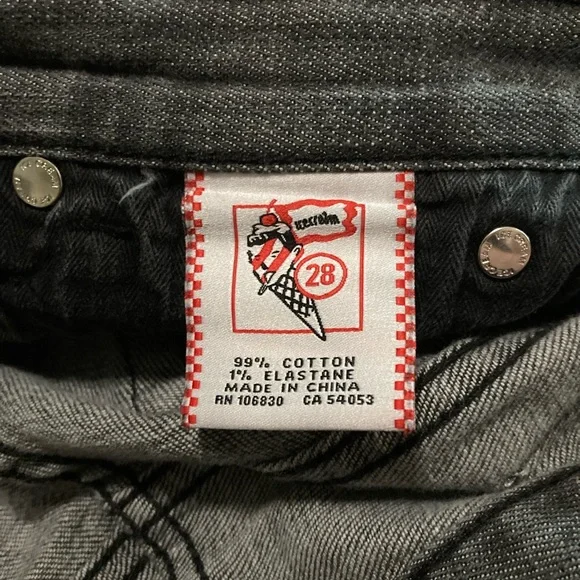 Icecream
28
99% COTTON
1% ELASTANE
MADE IN CHINA
RN 106830 CA 54053